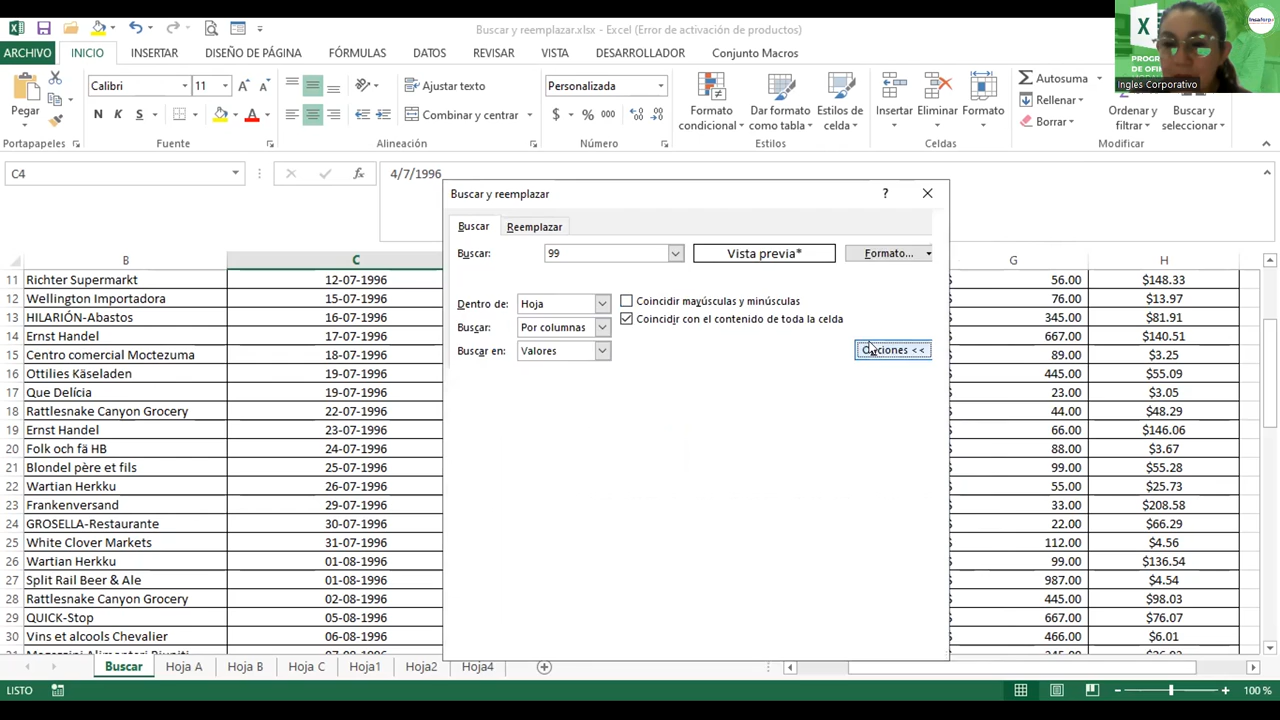 Buscar y reemplazar.xlsx - Excel (Error de activación de productos)
ARCHIVO INICIO INSERTAR DISEÑO DE PÁGINA FÓRMULAS DATOS REVISAR VISTA DESARROLLADOR Conjunto Macros
PROGR
DE OFI
Ingles Corporativo
Insaforp
Pegar
Calibri 11
N K S
Ajustar texto
Combinar y centrar
Personalizada
$ % 000
Formato condicional
Dar formato como tabla
Estilos de celda
Insertar
Eliminar
Formato
Autosuma
Rellenar
Borrar
Ordenar y filtrar
Buscar y seleccionar
Portapapeles Fuente Alineación Número Estilos Celdas Modificar
C4 fx 4/7/1996
Buscar y reemplazar ?
Buscar Reemplazar
Buscar: 99 Vista previa* Formato...
Dentro de: Hoja Coincidir mayúsculas y minúsculas
Coincidir con el contenido de toda la celda
Buscar: Por columnas
Buscar en: Valores
Opciones <<
B C G H
11 Richter Supermarkt 12-07-1996 56.00 $148.33
12 Wellington Importadora 15-07-1996 76.00 $13.97
13 HILARIÓN-Abastos 16-07-1996 345.00 $81.91
14 Ernst Handel 17-07-1996 667.00 $140.51
15 Centro comercial Moctezuma 18-07-1996 89.00 $3.25
16 Ottilies Käseladen 19-07-1996 445.00 $55.09
17 Que Delícia 19-07-1996 23.00 $3.05
18 Rattlesnake Canyon Grocery 22-07-1996 44.00 $48.29
19 Ernst Handel 23-07-1996 66.00 $146.06
20 Folk och fä HB 24-07-1996 88.00 $3.67
21 Blondel père et fils 25-07-1996 99.00 $55.28
22 Wartian Herkku 26-07-1996 55.00 $25.73
23 Frankenversand 29-07-1996 33.00 $208.58
24 GROSELLA-Restaurante 30-07-1996 22.00 $66.29
25 White Clover Markets 31-07-1996 112.00 $4.56
26 Wartian Herkku 01-08-1996 99.00 $136.54
27 Split Rail Beer & Ale 01-08-1996 987.00 $4.54
28 Rattlesnake Canyon Grocery 02-08-1996 445.00 $98.03
29 QUICK-Stop 05-08-1996 667.00 $76.07
30 Vins et alcools Chevalier 06-08-1996 466.00 $6.01
Buscar Hoja A Hoja B Hoja C Hoja1 Hoja2 Hoja4
LISTO 100 %